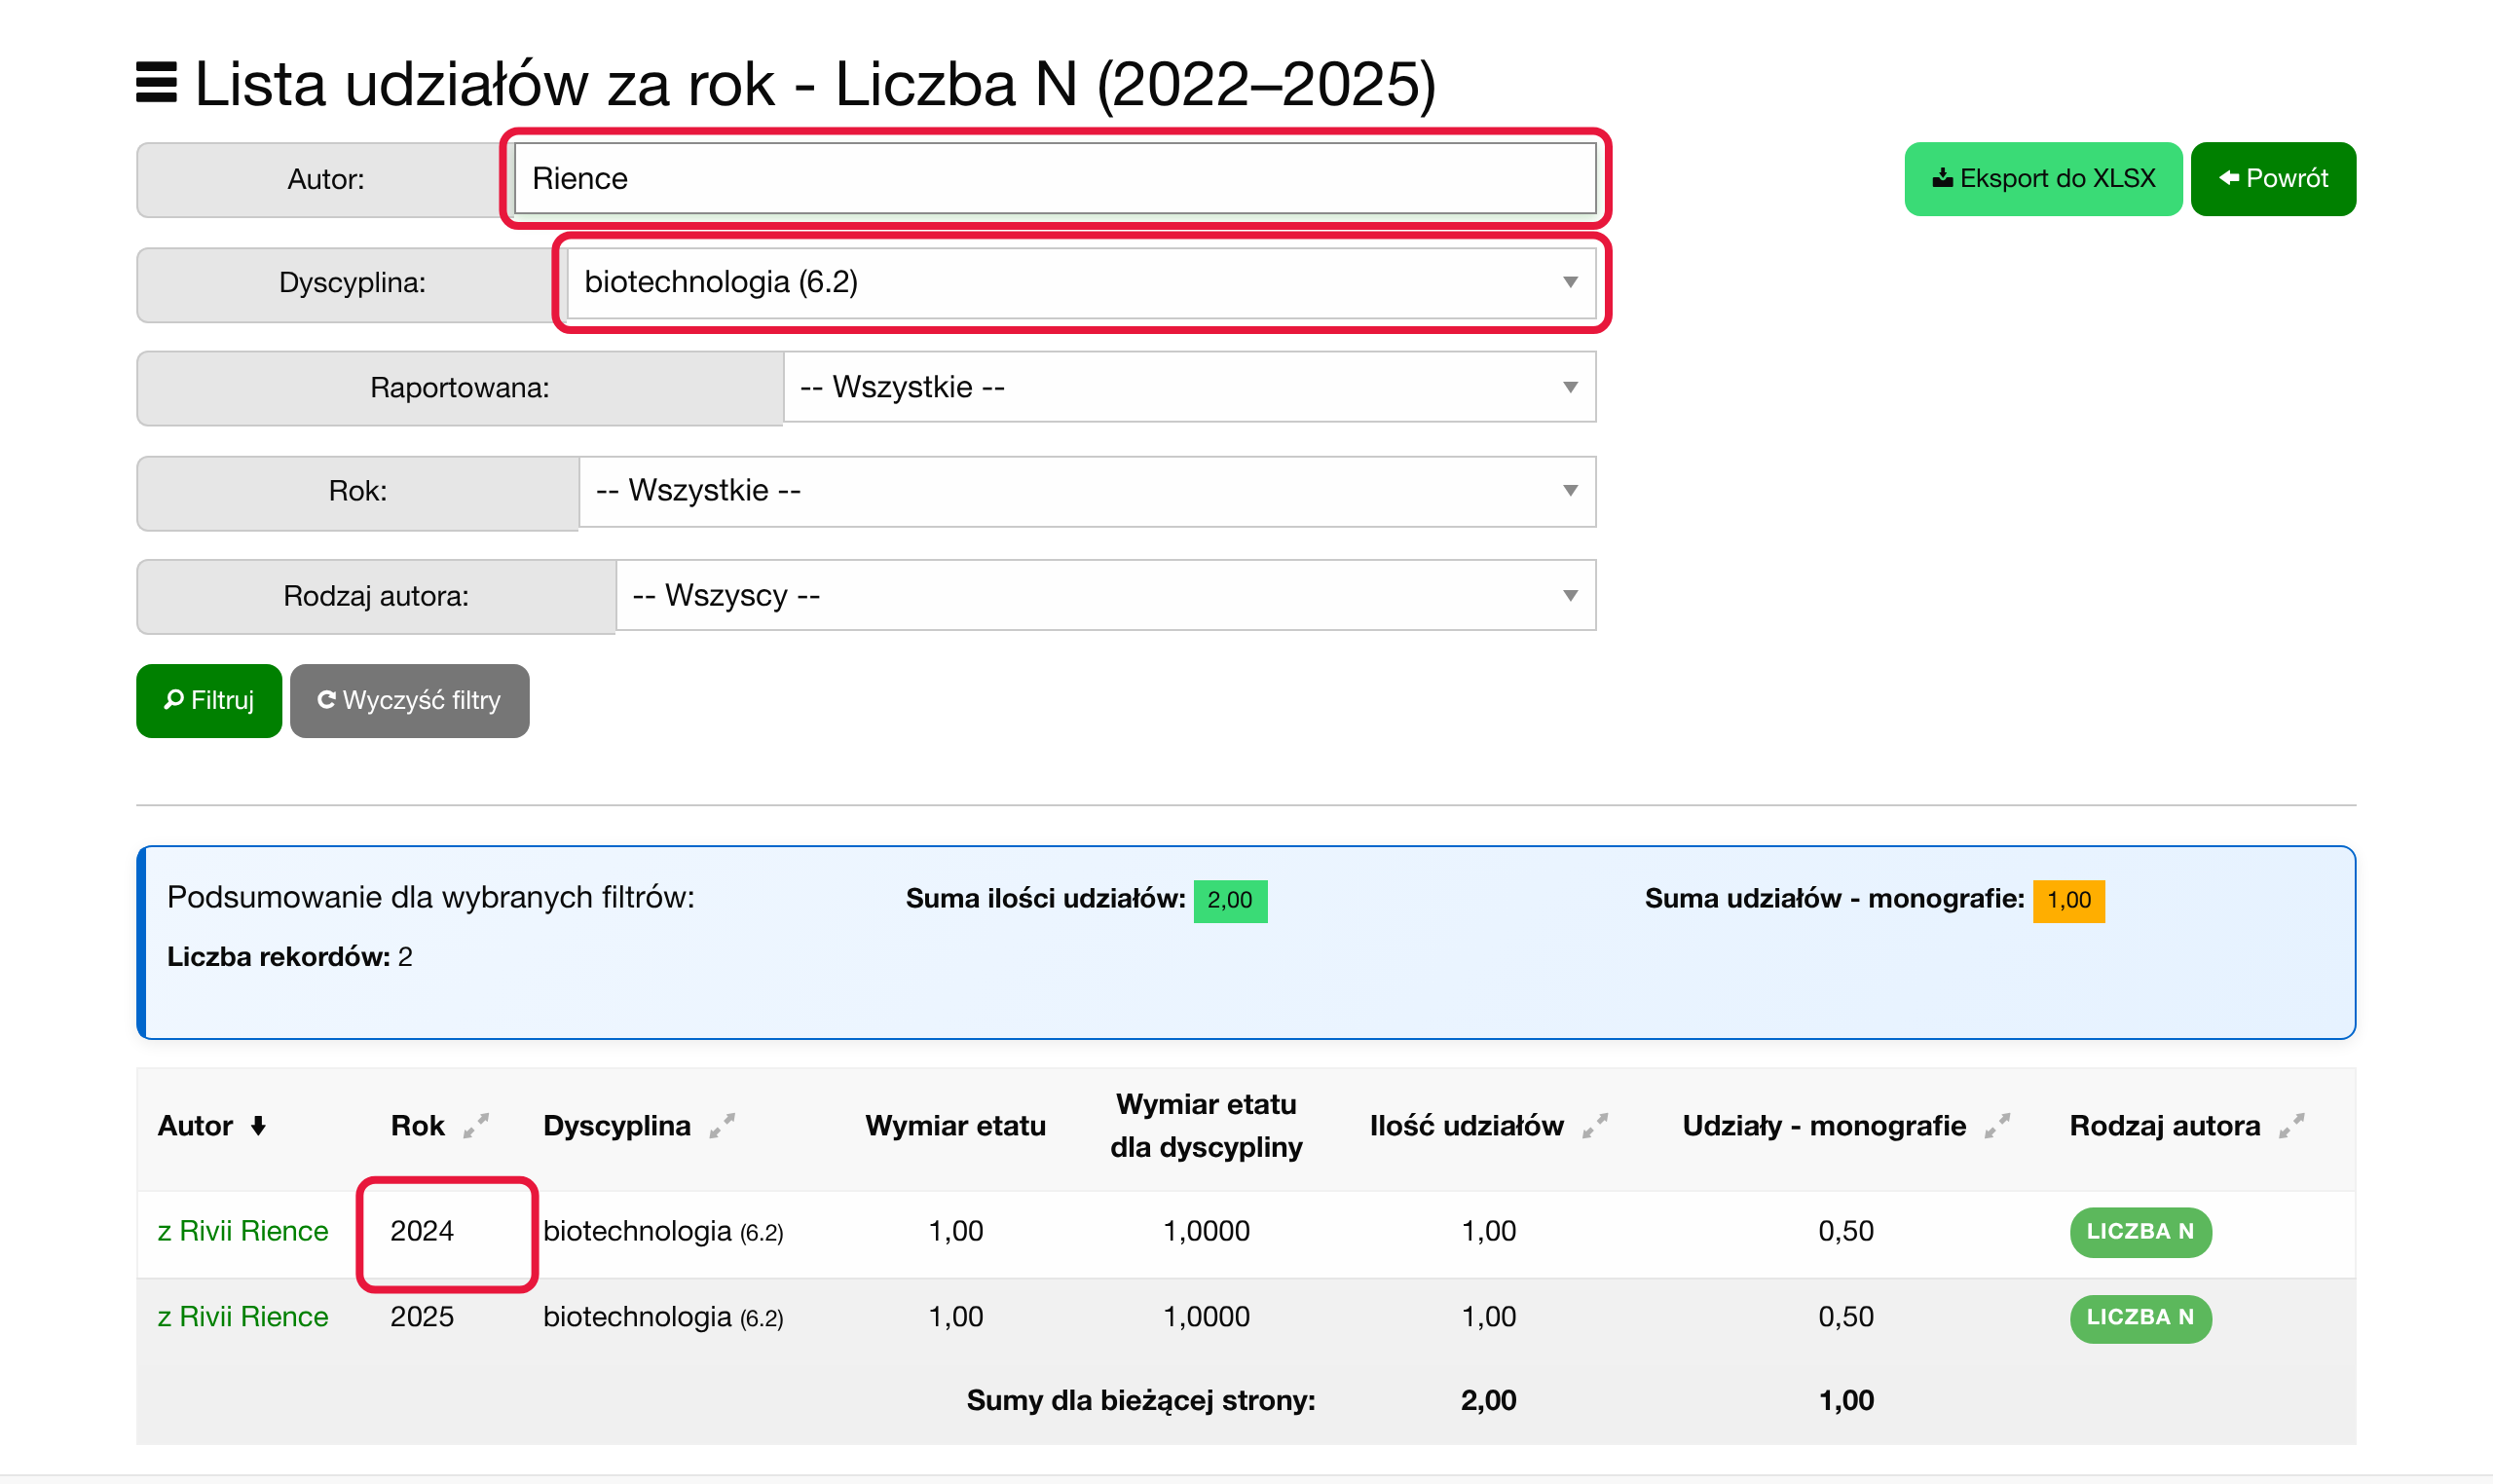 Lista udziałów za rok - Liczba N (2022–2025)
Autor: Rience Eksport do XLSX Powrót
Dyscyplina: biotechnologia (6.2)
Raportowana: -- Wszystkie --
Rok: -- Wszystkie --
Rodzaj autora: -- Wszyscy --
Filtruj Wyczyść filtry
Podsumowanie dla wybranych filtrów: Suma ilości udziałów: 2,00 Suma udziałów - monografie: 1,00
Liczba rekordów: 2
Autor Rok Dyscyplina Wymiar etatu Wymiar etatu dla dyscypliny Ilość udziałów Udziały - monografie Rodzaj autora
z Rivii Rience 2024 biotechnologia (6.2) 1,00 1,0000 1,00 0,50 LICZBA N
z Rivii Rience 2025 biotechnologia (6.2) 1,00 1,0000 1,00 0,50 LICZBA N
Sumy dla bieżącej strony: 2,00 1,00